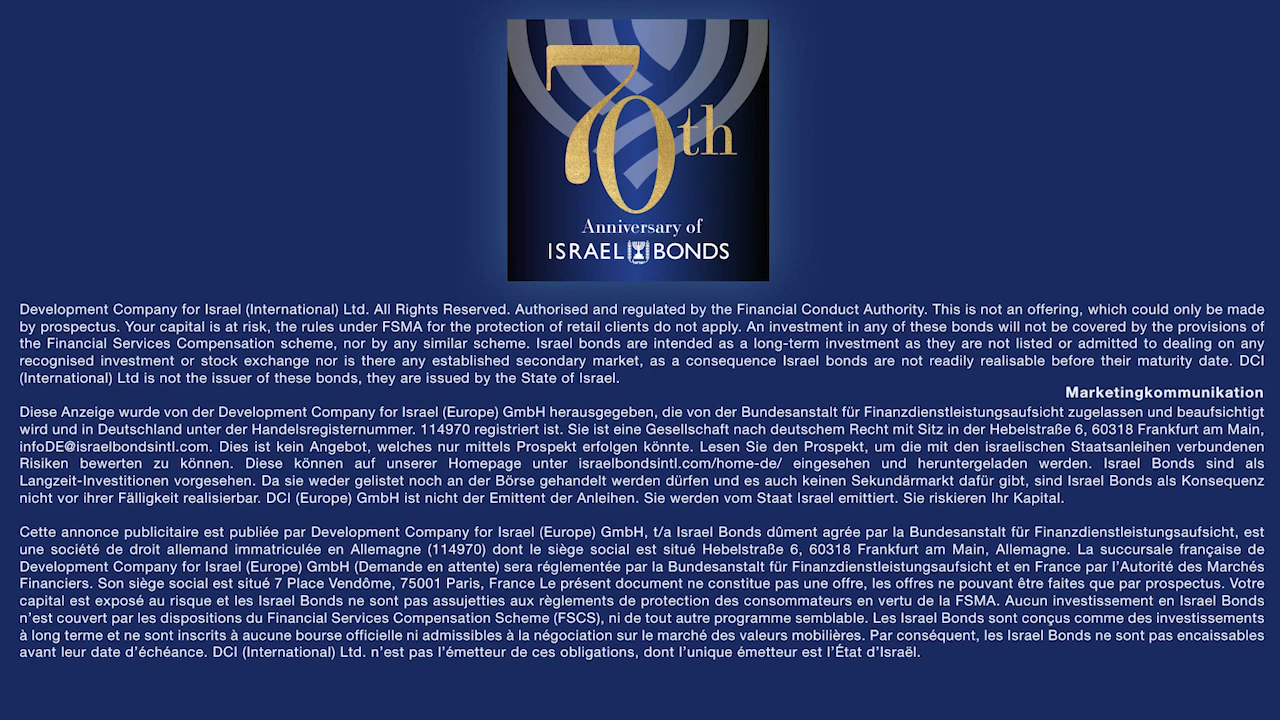 70th
Anniversary of
ISRAEL BONDS
Development Company for Israel (International) Ltd. All Rights Reserved. Authorised and regulated by the Financial Conduct Authority. This is not an offering, which could only be made
by prospectus. Your capital is at risk, the rules under FSMA for the protection of retail clients do not apply. An investment in any of these bonds will not be covered by the provisions of
the Financial Services Compensation scheme, nor by any similar scheme. Israel bonds are intended as a long-term investment as they are not listed or admitted to dealing on any
recognised investment or stock exchange nor is there any established secondary market, as a consequence Israel bonds are not readily realisable before their maturity date. DCI
(International) Ltd is not the issuer of these bonds, they are issued by the State of Israel.
Marketingkommunikation
Diese Anzeige wurde von der Development Company for Israel (Europe) GmbH herausgegeben, die von der Bundesanstalt für Finanzdienstleistungsaufsicht zugelassen und beaufsichtigt
wird und in Deutschland unter der Handelsregisternummer. 114970 registriert ist. Sie ist eine Gesellschaft nach deutschem Recht mit Sitz in der Hebelstraße 6, 60318 Frankfurt am Main,
infoDE@israelbondsintl.com. Dies ist kein Angebot, welches nur mittels Prospekt erfolgen könnte. Lesen Sie den Prospekt, um die mit den israelischen Staatsanleihen verbundenen
Risiken bewerten zu können. Diese können auf unserer Homepage unter israelbondsintl.com/home-de/ eingesehen und heruntergeladen werden. Israel Bonds sind als
Langzeit-Investitionen vorgesehen. Da sie weder gelistet noch an der Börse gehandelt werden dürfen und es auch keinen Sekundärmarkt dafür gibt, sind Israel Bonds als Konsequenz
nicht vor ihrer Fälligkeit realisierbar. DCI (Europe) GmbH ist nicht der Emittent der Anleihen. Sie werden vom Staat Israel emittiert. Sie riskieren Ihr Kapital.
Cette annonce publicitaire est publiée par Development Company for Israel (Europe) GmbH, t/a Israel Bonds dûment agrée par la Bundesanstalt für Finanzdienstleistungsaufsicht, est
une société de droit allemand immatriculée en Allemagne (114970) dont le siège social est situé Hebelstraße 6, 60318 Frankfurt am Main, Allemagne. La succursale française de
Development Company for Israel (Europe) GmbH (Demande en attente) sera réglementée par la Bundesanstalt für Finanzdienstleistungsaufsicht et en France par l’Autorité des Marchés
Financiers. Son siège social est situé 7 Place Vendôme, 75001 Paris, France Le présent document ne constitue pas une offre, les offres ne pouvant être faites que par prospectus. Votre
capital est exposé au risque et les Israel Bonds ne sont pas assujetties aux règlements de protection des consommateurs en vertu de la FSMA. Aucun investissement en Israel Bonds
n’est couvert par les dispositions du Financial Services Compensation Scheme (FSCS), ni de tout autre programme semblable. Les Israel Bonds sont conçus comme des investissements
à long terme et ne sont inscrits à aucune bourse officielle ni admissibles à la négociation sur le marché des valeurs mobilières. Par conséquent, les Israel Bonds ne sont pas encaissables
avant leur date d’échéance. DCI (International) Ltd. n’est pas l’émetteur de ces obligations, dont l’unique émetteur est l’État d’Israël.